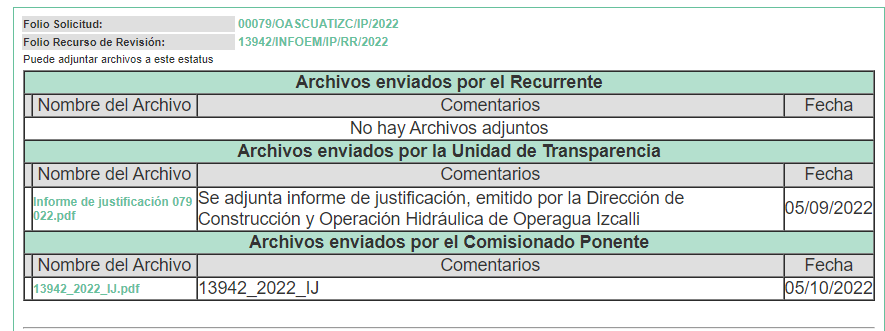 Folio Solicitud: 00079/OASCUATIZC/IP/2022
Folio Recurso de Revisión: 13942/INFOEM/IP/RR/2022
Puede adjuntar archivos a este estatus
Archivos enviados por el Recurrente
Nombre del Archivo Comentarios Fecha
No hay Archivos adjuntos
Archivos enviados por la Unidad de Transparencia
Nombre del Archivo Comentarios Fecha
Informe de justificación 079 022.pdf Se adjunta informe de justificación, emitido por la Dirección de Construcción y Operación Hidráulica de Operagua Izcalli 05/09/2022
Archivos enviados por el Comisionado Ponente
Nombre del Archivo Comentarios Fecha
13942_2022_IJ.pdf 13942_2022_IJ 05/10/2022